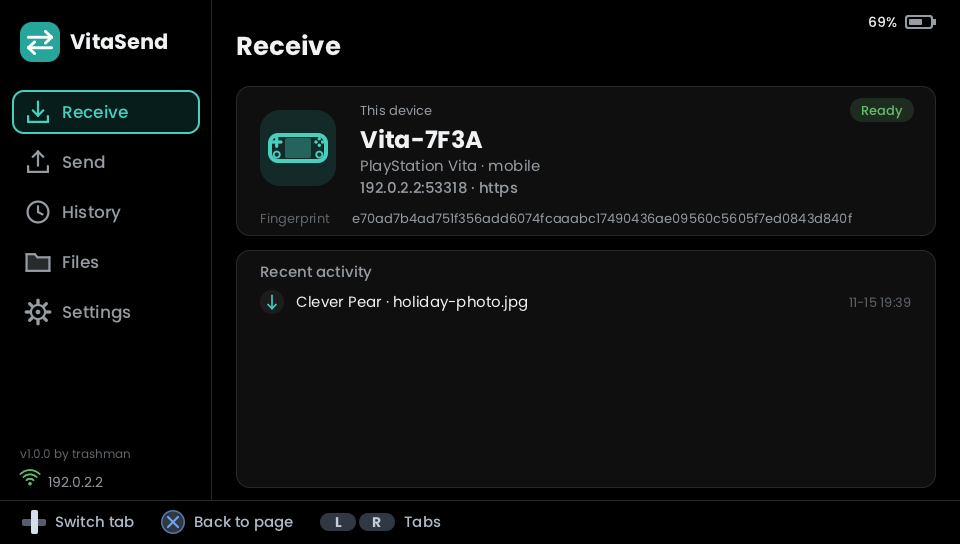 VitaSend
69%
Receive
Receive
Send
History
Files
Settings
This device
Ready
Vita-7F3A
PlayStation Vita · mobile
192.0.2.2:53318 · https
Fingerprint e70ad7b4ad751f356add6074fcaaabc17490436ae09560c5605f7ed0843d840f
Recent activity
Clever Pear · holiday-photo.jpg 11-15 19:39
v1.0.0 by trashman
192.0.2.2
Switch tab Back to page L R Tabs